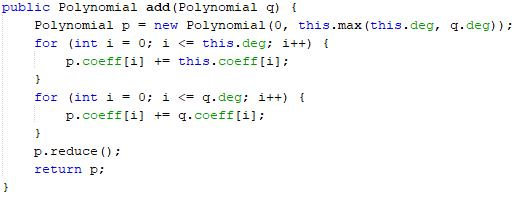 public Polynomial add(Polynomial q) {
    Polynomial p = new Polynomial(0, this.max(this.deg, q.deg));
    for (int i = 0; i <= this.deg; i++) {
        p.coeff[i] += this.coeff[i];
    }
    for (int i = 0; i <= q.deg; i++) {
        p.coeff[i] += q.coeff[i];
    }
    p.reduce();
    return p;
}